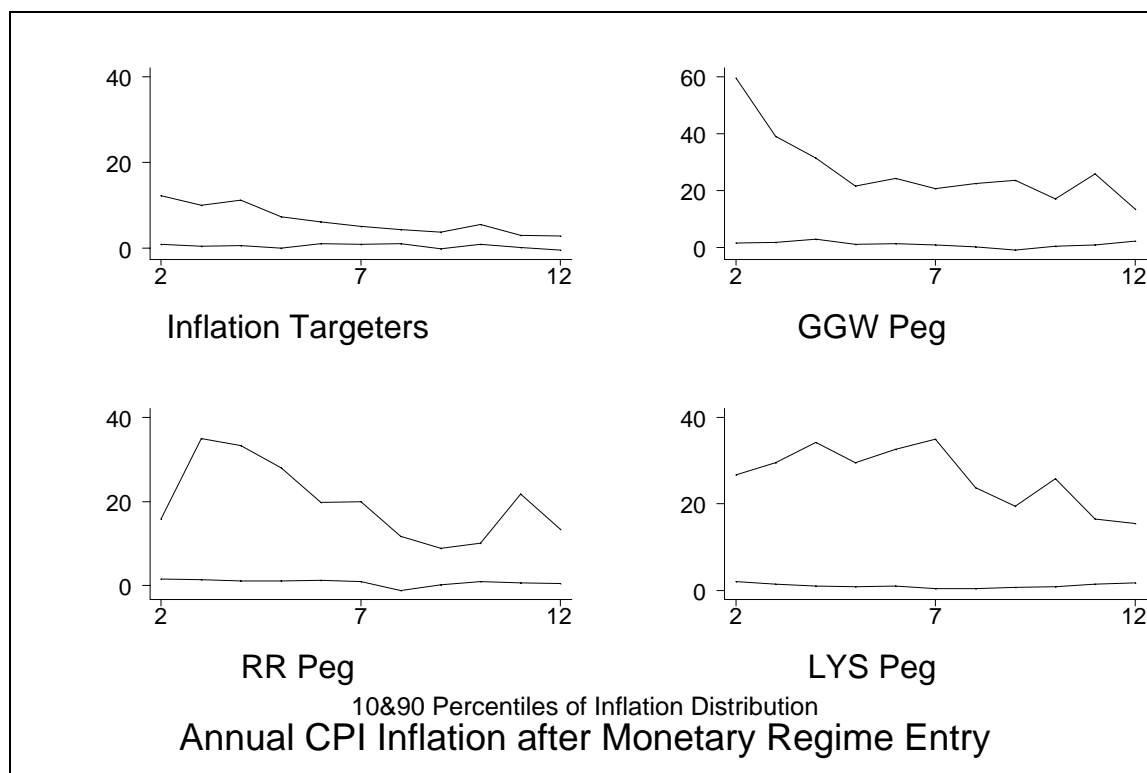 40
20
0
2 7 12
Inflation Targeters
60
40
20
0
2 7 12
GGW Peg
40
20
0
2 7 12
RR Peg
40
20
0
2 7 12
LYS Peg
10&90 Percentiles of Inflation Distribution
Annual CPI Inflation after Monetary Regime Entry